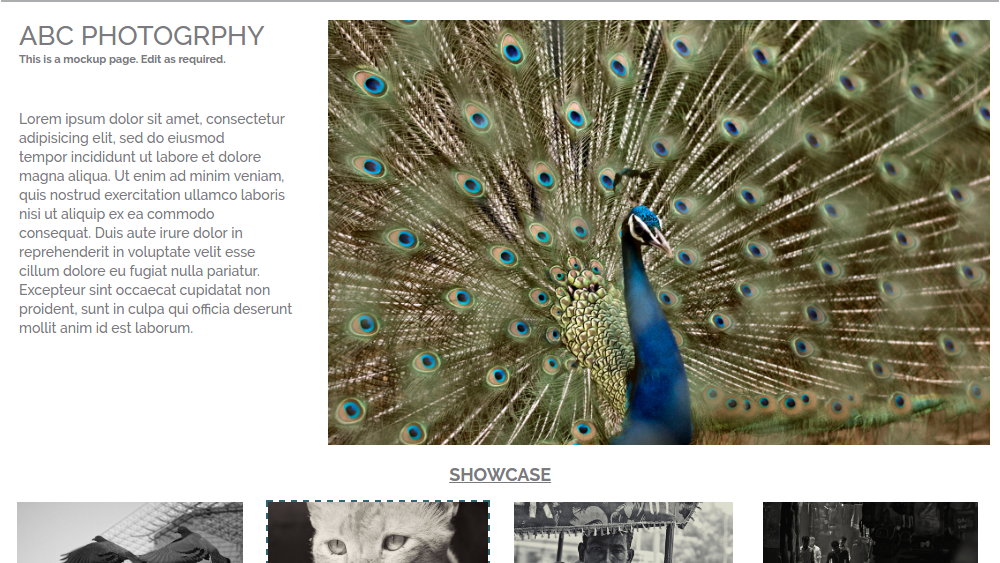 ABC PHOTOGRPHY
This is a mockup page. Edit as required.
Lorem ipsum dolor sit amet, consectetur
adipisicing elit, sed do eiusmod
tempor incididunt ut labore et dolore
magna aliqua. Ut enim ad minim veniam,
quis nostrud exercitation ullamco laboris
nisi ut aliquip ex ea commodo
consequat. Duis aute irure dolor in
reprehenderit in voluptate velit esse
cillum dolore eu fugiat nulla pariatur.
Excepteur sint occaecat cupidatat non
proident, sunt in culpa qui officia deserunt
mollit anim id est laborum.
SHOWCASE